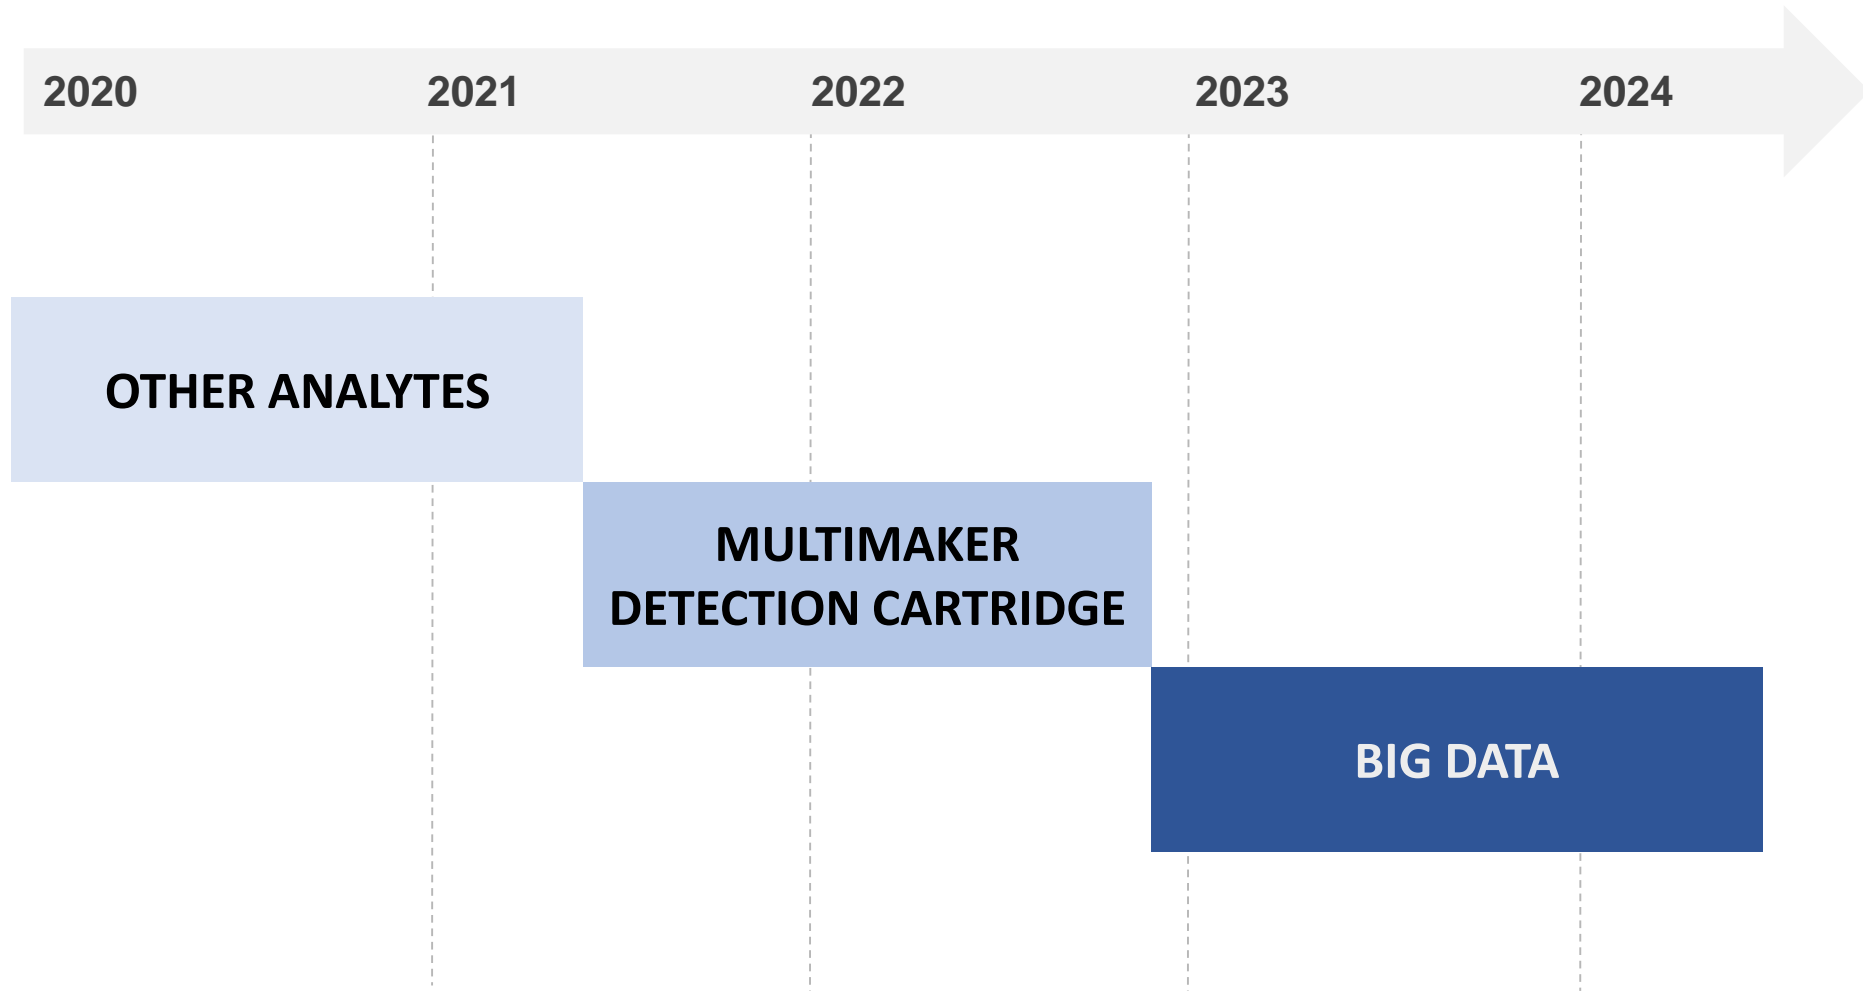 2020 2021 2022 2023 2024
OTHER ANALYTES
MULTIMAKER
DETECTION CARTRIDGE
BIG DATA